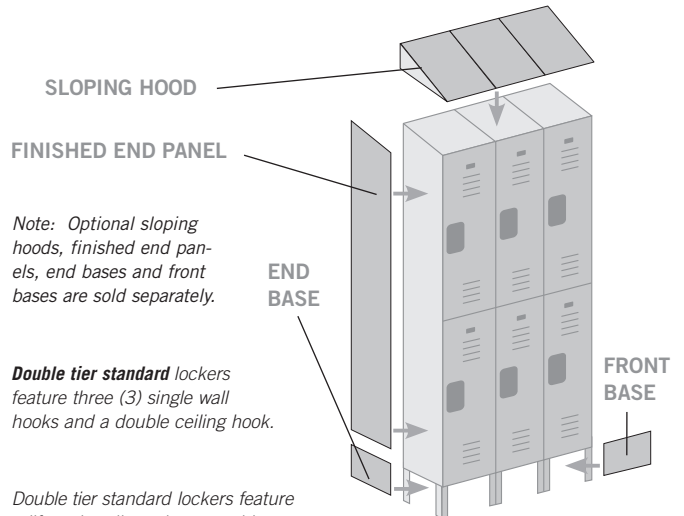 SLOPING HOOD
FINISHED END PANEL
Note: Optional sloping
hoods, finished end pan-
els, end bases and front
bases are sold separately.
END
BASE
Double tier standard lockers
feature three (3) single wall
hooks and a double ceiling hook.
FRONT
BASE
Double tier standard lockers feature